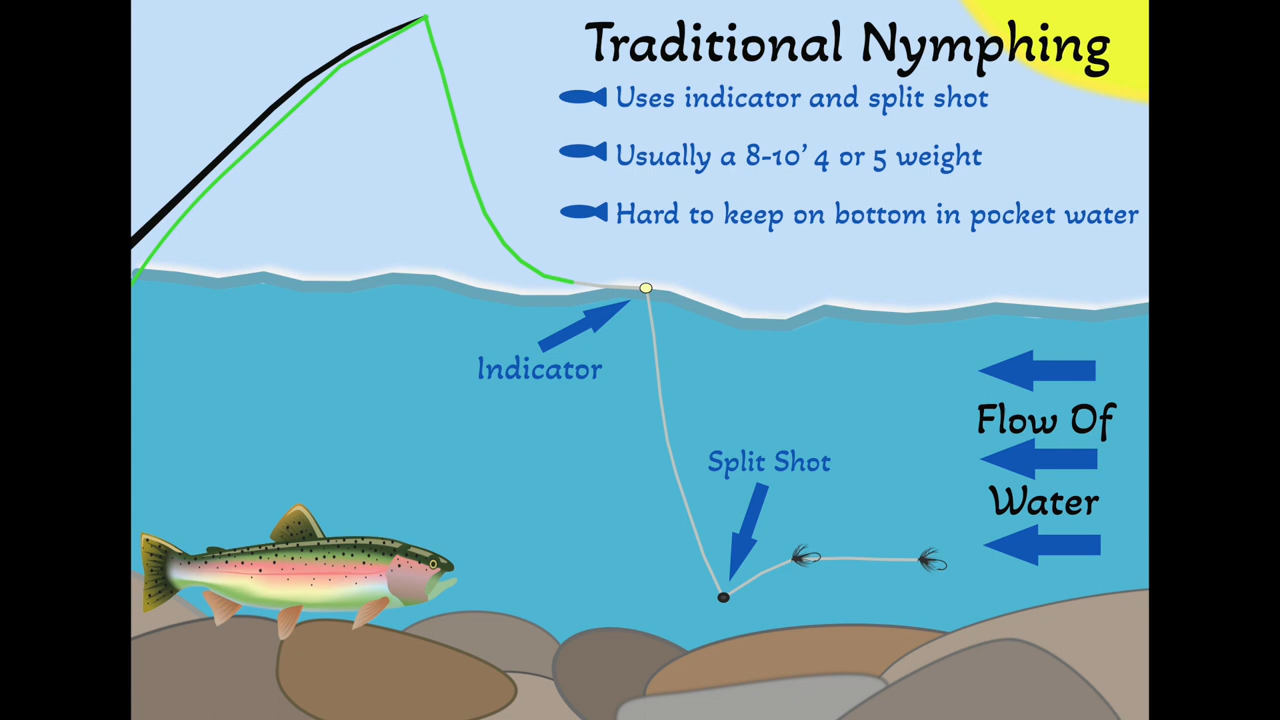 Traditional Nymphing
Uses indicator and split shot
Usually a 8-10’ 4 or 5 weight
Hard to keep on bottom in pocket water
Indicator
Split Shot
Flow Of
Water